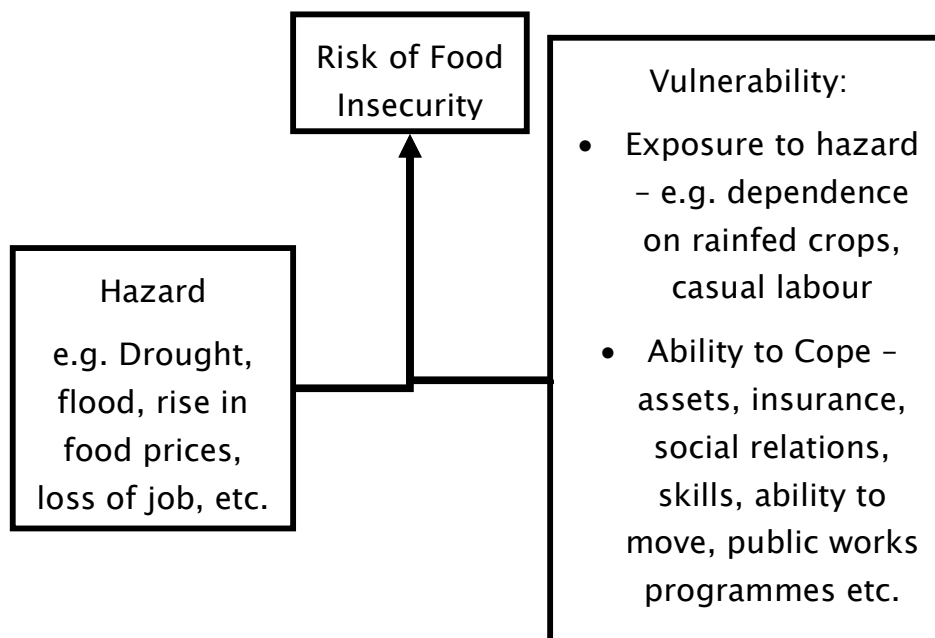 Risk of Food
Insecurity
Hazard
e.g. Drought,
flood, rise in
food prices,
loss of job, etc.
Vulnerability:
• Exposure to hazard
– e.g. dependence
on rainfed crops,
casual labour
• Ability to Cope –
assets, insurance,
social relations,
skills, ability to
move, public works
programmes etc.